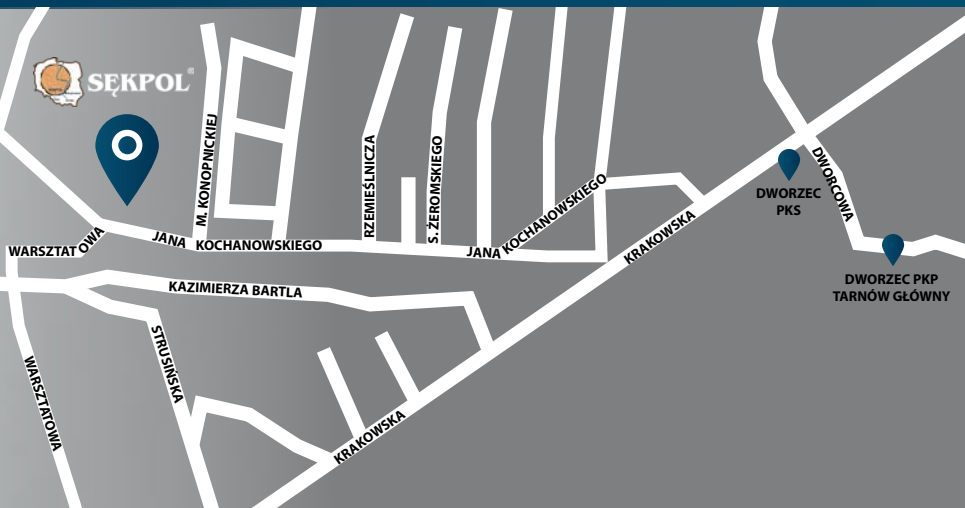 SĘKPOL®
M. KONOPNICKIEJ
RZEMIEŚLNICZA
S. ŻEROMSKIEGO
JANA KOCHANOWSKIEGO
JANA KOCHANOWSKIEGO
WARSZTATOWA
KAZIMIERZA BARTLA
STRUSIŃSKA
WARSZTATOWA
KRAKOWSKA
KRAKOWSKA
DWORCOWA
DWORZEC
PKS
DWORZEC PKP
TARNÓW GŁÓWNY